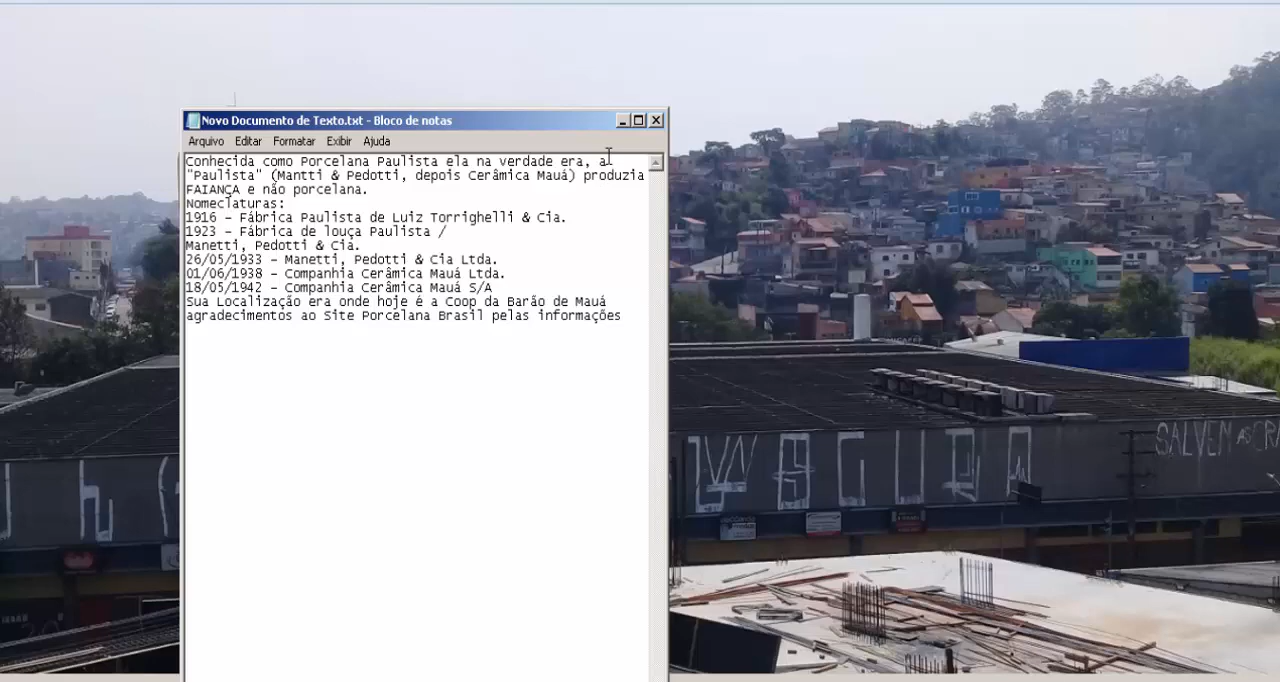 Novo Documento de Texto.txt - Bloco de notas
Arquivo Editar Formatar Exibir Ajuda
Conhecida como Porcelana Paulista ela na verdade era, a
"Paulista" (Mantti & Pedotti, depois Cerâmica Mauá) produzia
FAIANÇA e não porcelana.
Nomeclaturas:
1916 - Fábrica Paulista de Luiz Torrighelli & Cia.
1923 - Fábrica de louça Paulista /
Manetti, Pedotti & Cia.
26/05/1933 - Manetti, Pedotti & Cia Ltda.
01/06/1938 - Companhia Cerâmica Mauá Ltda.
18/05/1942 - Companhia Cerâmica Mauá S/A
Sua Localização era onde hoje é a Coop da Barão de Mauá
agradecimentos ao Site Porcelana Brasil pelas informações
SALVEM AS